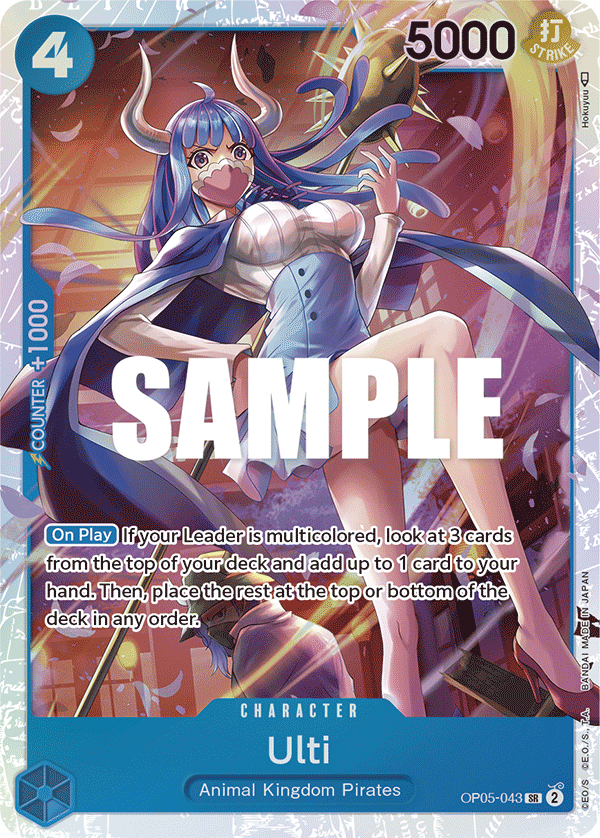 4
5000
打
STRIKE
Hokuyuu
COUNTER +1000
SAMPLE
On Play If your Leader is multicolored, look at 3 cards
from the top of your deck and add up to 1 card to your
hand. Then, place the rest at the top or bottom of the
deck in any order.
CHARACTER
Ulti
Animal Kingdom Pirates
OP05-043 SR 2
©E.O/S ©E.O./S., T.A. BANDAI MADE IN JAPAN